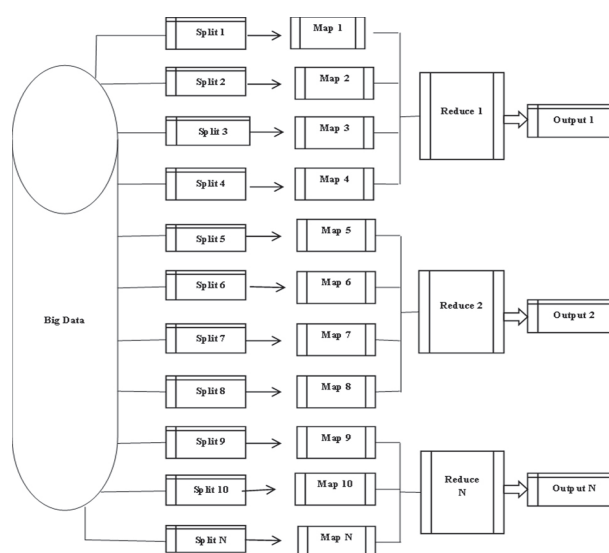 Split 1
Map 1
Split 2
Map 2
Reduce 1
Output 1
Split 3
Map 3
Split 4
Map 4
Split 5
Map 5
Split 6
Map 6
Big Data
Reduce 2
Output 2
Split 7
Map 7
Split 8
Map 8
Split 9
Map 9
Split 10
Map 10
Reduce
N
Output N
Split N
Map N